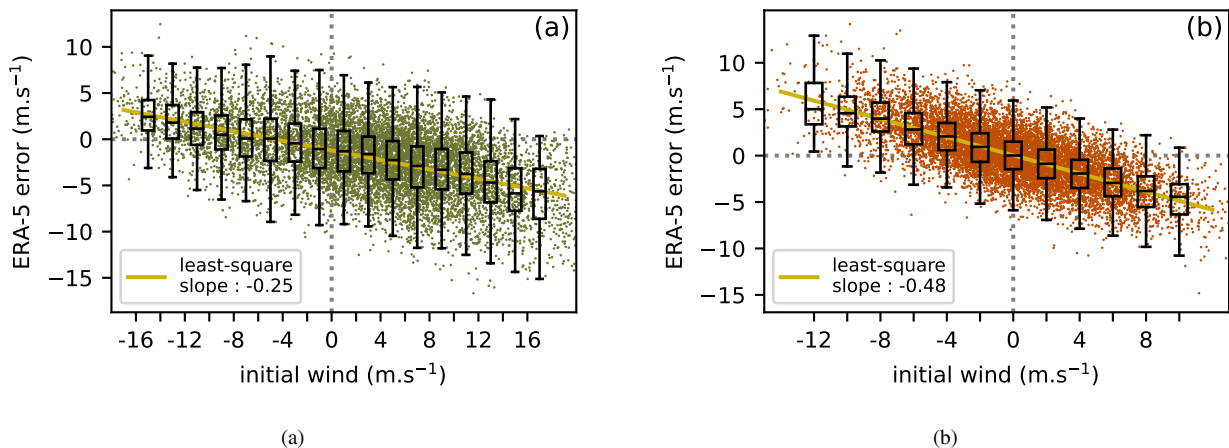 (a)
ERA-5 error (m.s⁻¹)
10
5
0
−5
−10
−15
least-square
slope : -0.25
-16 -12 -8 -4 0 4 8 12 16
initial wind (m.s⁻¹)
(a)
(b)
ERA-5 error (m.s⁻¹)
10
5
0
−5
−10
−15
least-square
slope : -0.48
-12 -8 -4 0 4 8
initial wind (m.s⁻¹)
(b)